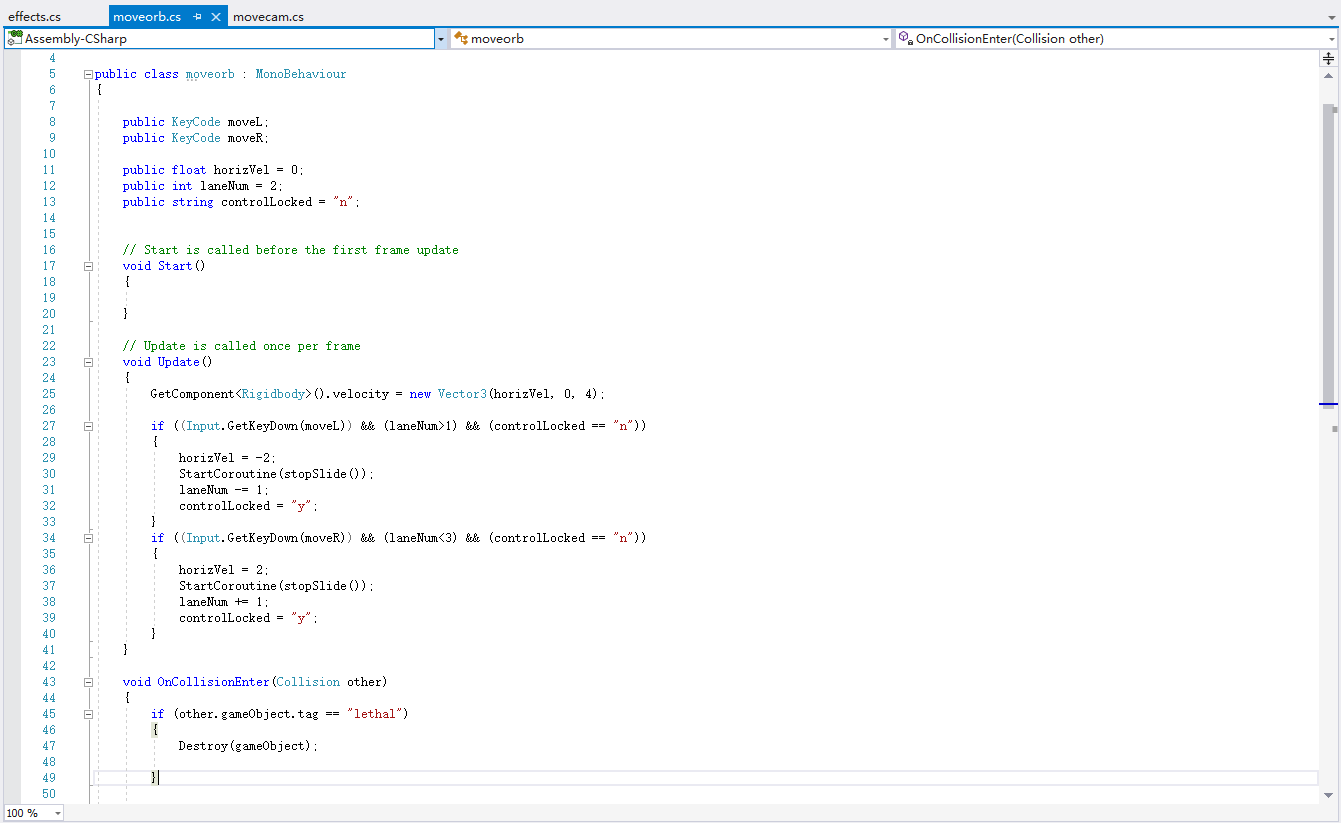 effects.cs moveorb.cs movecam.cs
Assembly-CSharp moveorb OnCollisionEnter(Collision other)
4
5 public class moveorb : MonoBehaviour
6 {
7
8 public KeyCode moveL;
9 public KeyCode moveR;
10
11 public float horizVel = 0;
12 public int laneNum = 2;
13 public string controlLocked = "n";
14
15
16 // Start is called before the first frame update
17 void Start()
18 {
19
20 }
21
22 // Update is called once per frame
23 void Update()
24 {
25 GetComponent<Rigidbody>().velocity = new Vector3(horizVel, 0, 4);
26
27 if ((Input.GetKeyDown(moveL)) && (laneNum>1) && (controlLocked == "n"))
28 {
29 horizVel = -2;
30 StartCoroutine(stopSlide());
31 laneNum -= 1;
32 controlLocked = "y";
33 }
34 if ((Input.GetKeyDown(moveR)) && (laneNum<3) && (controlLocked == "n"))
35 {
36 horizVel = 2;
37 StartCoroutine(stopSlide());
38 laneNum += 1;
39 controlLocked = "y";
40 }
41 }
42
43 void OnCollisionEnter(Collision other)
44 {
45 if (other.gameObject.tag == "lethal")
46 {
47 Destroy(gameObject);
48
49 }
50
100 %